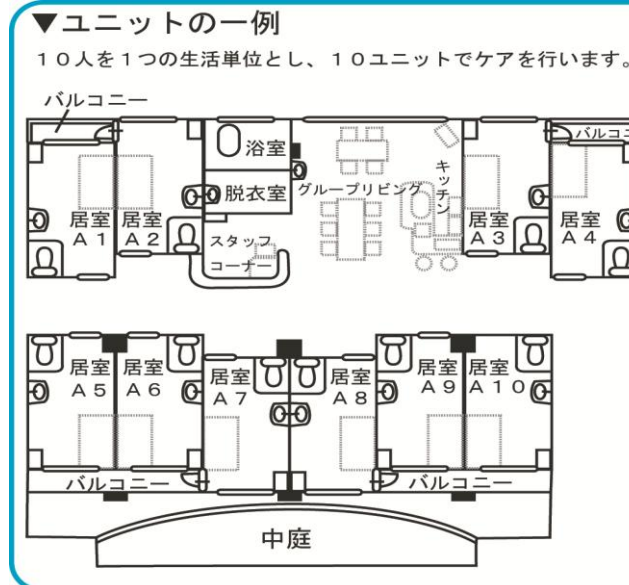 ▼ユニットの一例
１０人を１つの生活単位とし、１０ユニットでケアを行います。
バルコニー
バルコニ
浴室
脱衣室
グループリビング
キッチン
スタッフ
コーナー
居室
Ａ１
居室
Ａ２
居室
Ａ３
居室
Ａ４
居室
Ａ５
居室
Ａ６
居室
Ａ７
居室
Ａ８
居室
Ａ９
居室
Ａ１０
バルコニー
バルコニー
中庭